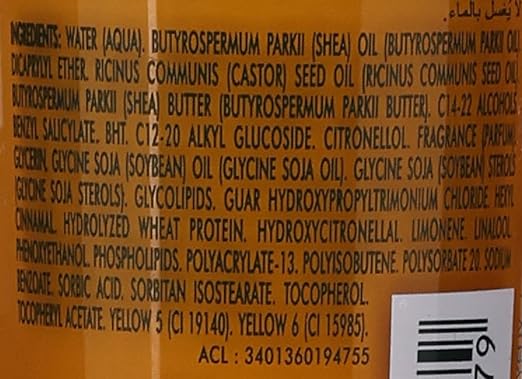 لا يُغسل بالماء.
INGREDIENTS: WATER (AQUA). BUTYROSPERMUM PARKII (SHEA) OIL (BUTYROSPERMUM PARKII OIL).
DICAPRYLYL ETHER. RICINUS COMMUNIS (CASTOR) SEED OIL (RICINUS COMMUNIS SEED OIL).
BUTYROSPERMUM PARKII (SHEA) BUTTER (BUTYROSPERMUM PARKII BUTTER). C14-22 ALCOHOLS.
BENZYL SALICYLATE. BHT. C12-20 ALKYL GLUCOSIDE. CITRONELLOL. FRAGRANCE (PARFUM).
GLYCERIN. GLYCINE SOJA (SOYBEAN) OIL (GLYCINE SOJA OIL). GLYCINE SOJA (SOYBEAN) STEROLS
(GLYCINE SOJA STEROLS). GLYCOLIPIDS. GUAR HYDROXYPROPYLTRIMONIUM CHLORIDE. HEXYL
CINNAMAL. HYDROLYZED WHEAT PROTEIN. HYDROXYCITRONELLAL. LIMONENE. LINALOOL.
PHENOXYETHANOL. PHOSPHOLIPIDS. POLYACRYLATE-13. POLYISOBUTENE. POLYSORBATE 20. SODIUM
BENZOATE. SORBIC ACID. SORBITAN ISOSTEARATE. TOCOPHEROL.
TOCOPHERYL ACETATE. YELLOW 5 (CI 19140). YELLOW 6 (CI 15985).
ACL : 3401360194755
79